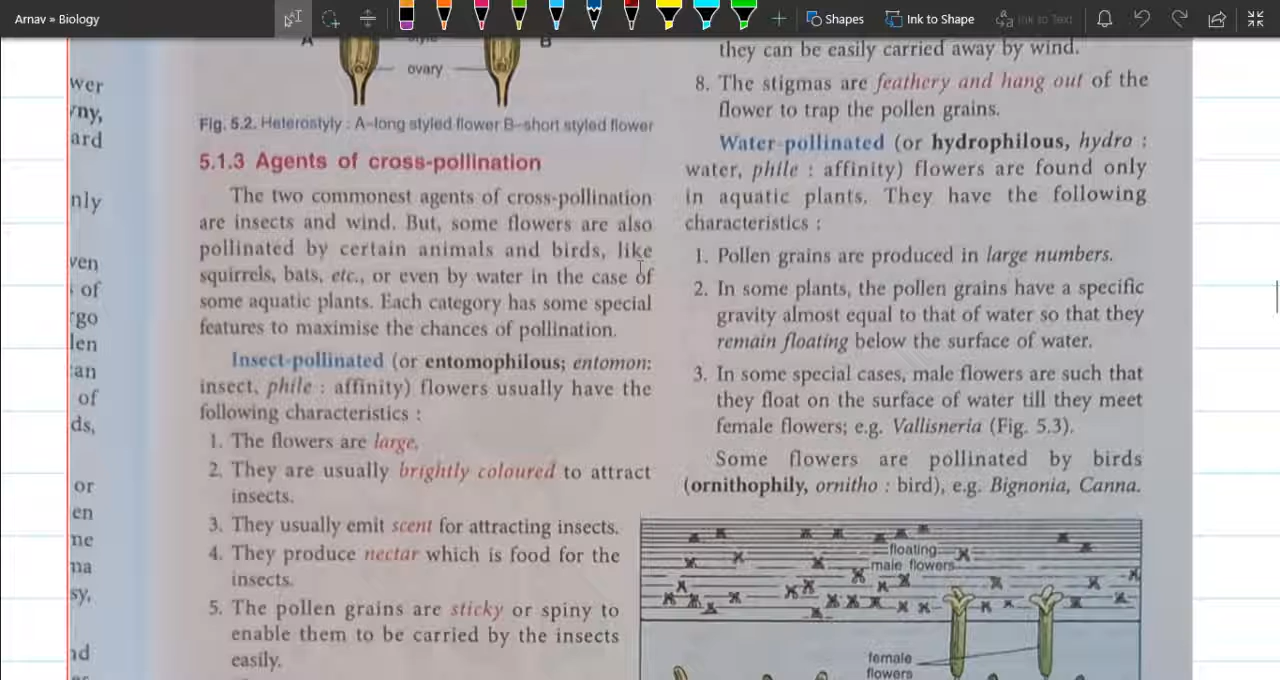 Arnav » Biology
Shapes
Ink to Shape
Ink to Text
wer
ny,
ard
nly
ven
of
rgo
len
an
of
ds,
or
en
ne
na
sy,
nd
A
style
B
ovary
Fig. 5.2. Heterostyly : A–long styled flower B–short styled flower
5.1.3 Agents of cross-pollination
The two commonest agents of cross-pollination
are insects and wind. But, some flowers are also
pollinated by certain animals and birds, like
squirrels, bats, etc., or even by water in the case of
some aquatic plants. Each category has some special
features to maximise the chances of pollination.
Insect-pollinated (or entomophilous; entomon:
insect, phile : affinity) flowers usually have the
following characteristics :
1. The flowers are large.
2. They are usually brightly coloured to attract
insects.
3. They usually emit scent for attracting insects.
4. They produce nectar which is food for the
insects.
5. The pollen grains are sticky or spiny to
enable them to be carried by the insects
easily.
they can be easily carried away by wind.
8. The stigmas are feathery and hang out of the
flower to trap the pollen grains.
Water-pollinated (or hydrophilous, hydro :
water, phile : affinity) flowers are found only
in aquatic plants. They have the following
characteristics :
1. Pollen grains are produced in large numbers.
2. In some plants, the pollen grains have a specific
gravity almost equal to that of water so that they
remain floating below the surface of water.
3. In some special cases, male flowers are such that
they float on the surface of water till they meet
female flowers; e.g. Vallisneria (Fig. 5.3).
Some flowers are pollinated by birds
(ornithophily, ornitho : bird), e.g. Bignonia, Canna.
floating
male flowers
female
flowers